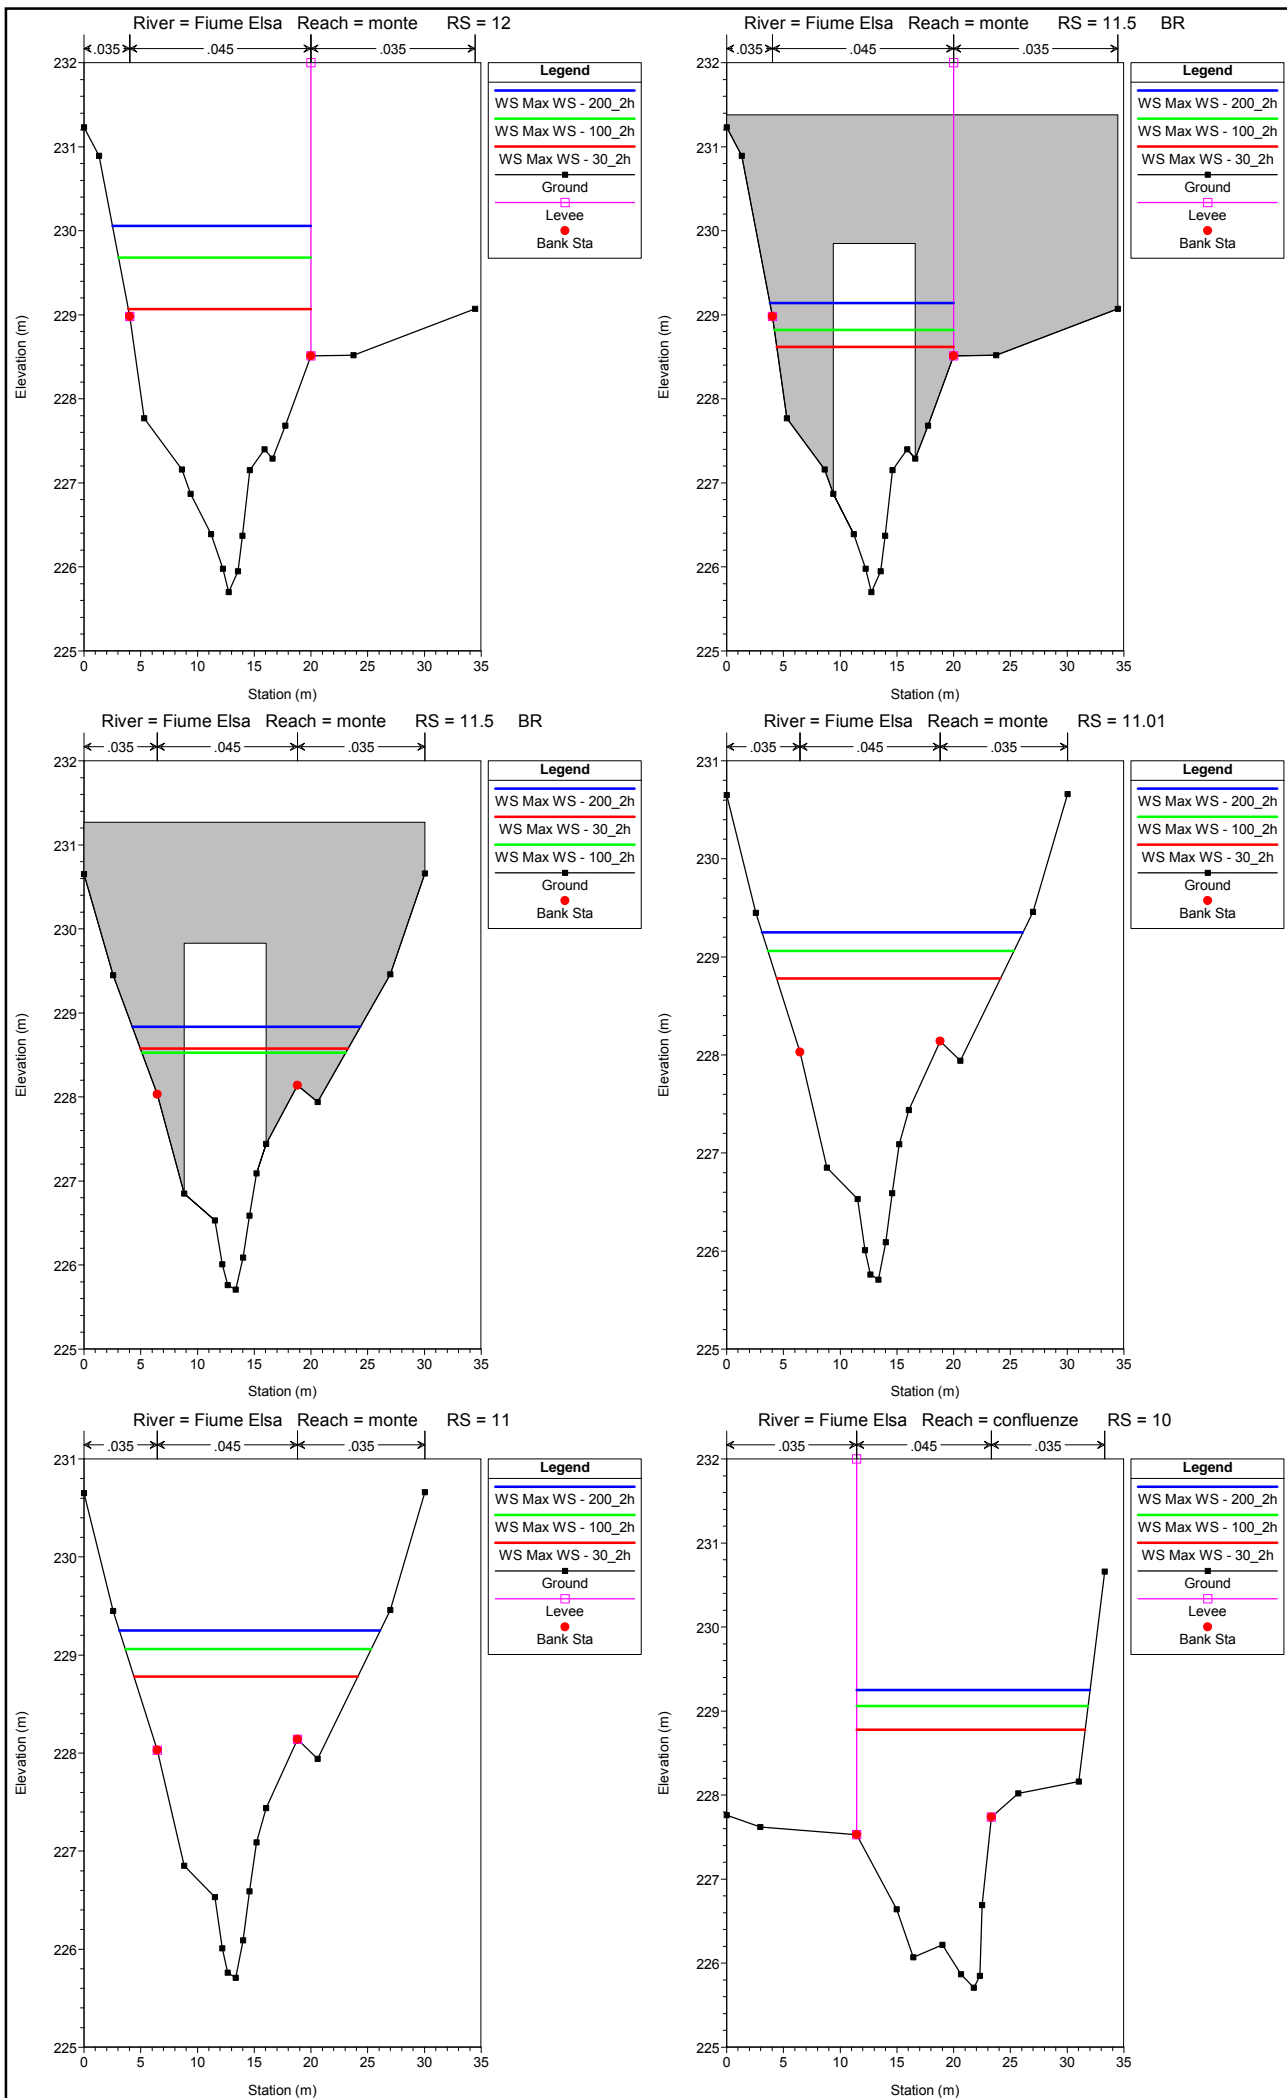 River = Fiume Elsa Reach = monte RS = 12
.035 .045 .035
232
231
230
229
228
227
226
225
Elevation (m)
0 5 10 15 20 25 30 35
Station (m)
Legend
WS Max WS - 200_2h
WS Max WS - 100_2h
WS Max WS - 30_2h
Ground
Levee
Bank Sta
River = Fiume Elsa Reach = monte RS = 11.5 BR
.035 .045 .035
232
231
230
229
228
227
226
225
Elevation (m)
0 5 10 15 20 25 30 35
Station (m)
Legend
WS Max WS - 200_2h
WS Max WS - 100_2h
WS Max WS - 30_2h
Ground
Levee
Bank Sta
River = Fiume Elsa Reach = monte RS = 11.5 BR
.035 .045 .035
232
231
230
229
228
227
226
225
Elevation (m)
0 5 10 15 20 25 30 35
Station (m)
Legend
WS Max WS - 200_2h
WS Max WS - 30_2h
WS Max WS - 100_2h
Ground
Bank Sta
River = Fiume Elsa Reach = monte RS = 11.01
.035 .045 .035
231
230
229
228
227
226
225
Elevation (m)
0 5 10 15 20 25 30 35
Station (m)
Legend
WS Max WS - 200_2h
WS Max WS - 100_2h
WS Max WS - 30_2h
Ground
Bank Sta
River = Fiume Elsa Reach = monte RS = 11
.035 .045 .035
231
230
229
228
227
226
225
Elevation (m)
0 5 10 15 20 25 30 35
Station (m)
Legend
WS Max WS - 200_2h
WS Max WS - 100_2h
WS Max WS - 30_2h
Ground
Levee
Bank Sta
River = Fiume Elsa Reach = confluenze RS = 10
.035 .045 .035
232
231
230
229
228
227
226
225
Elevation (m)
0 5 10 15 20 25 30 35
Station (m)
Legend
WS Max WS - 200_2h
WS Max WS - 100_2h
WS Max WS - 30_2h
Ground
Levee
Bank Sta